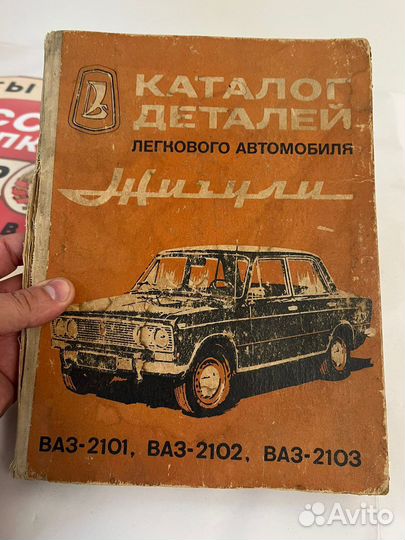 КАТАЛОГ
ДЕТАЛЕЙ
ЛЕГКОВОГО АВТОМОБИЛЯ
Жигули
ВАЗ-2101, ВАЗ-2102, ВАЗ-2103
Avito